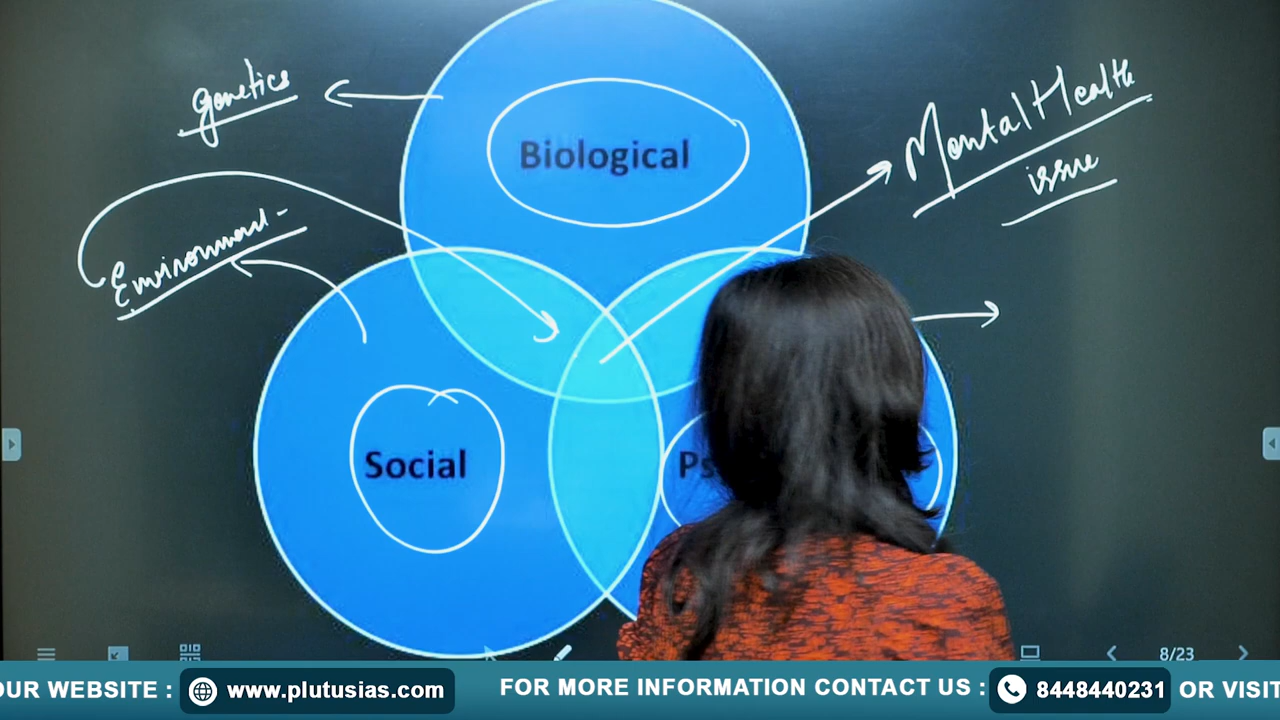 genetics
Biological
Mental Health
issue
Environment
Social
Ps
8/23
OUR WEBSITE : www.plutusias.com FOR MORE INFORMATION CONTACT US : 8448440231 OR VISIT